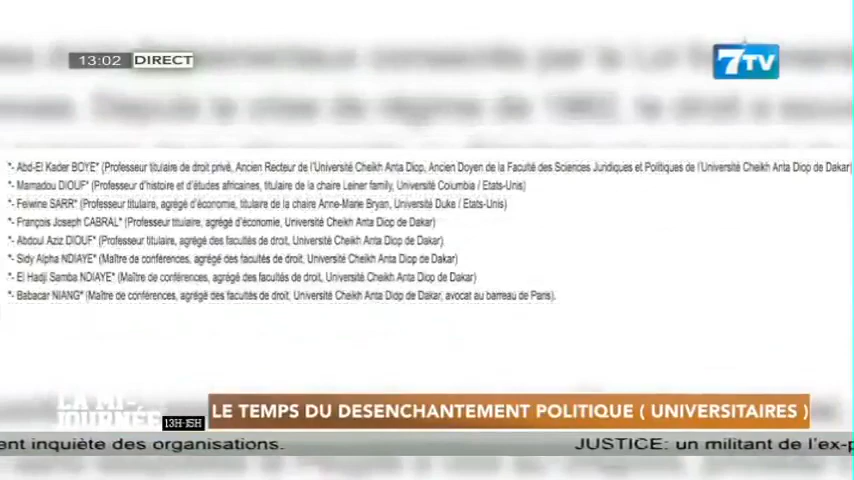 13:02 DIRECT
7TV
*- Abd-El Kader BOYE* (Professeur titulaire de droit privé, Ancien Recteur de l'Université Cheikh Anta Diop, Ancien Doyen de la Faculté des Sciences Juridiques et Politiques de l'Université Cheikh Anta Diop de Dakar)
*- Mamadou DIOUF* (Professeur d'histoire et d'études africaines, titulaire de la chaire Leiner family, Université Columbia / Etats-Unis)
*- Felwine SARR* (Professeur titulaire, agrégé d'économie, titulaire de la chaire Anne-Marie Bryan, Université Duke / Etats-Unis)
*- François Joseph CABRAL* (Professeur titulaire, agrégé d'économie, Université Cheikh Anta Diop de Dakar)
*- Abdoul Aziz DIOUF* (Professeur titulaire, agrégé des facultés de droit, Université Cheikh Anta Diop de Dakar)
*- Sidy Alpha NDIAYE* (Maître de conférences, agrégé des facultés de droit, Université Cheikh Anta Diop de Dakar)
*- El Hadji Samba NDIAYE* (Maître de conférences, agrégé des facultés de droit, Université Cheikh Anta Diop de Dakar)
*- Babacar NIANG* (Maître de conférences, agrégé des facultés de droit, Université Cheikh Anta Diop de Dakar, avocat au barreau de Paris).
LA MI-
JOURNÉE 13H-15H
LE TEMPS DU DESENCHANTEMENT POLITIQUE ( UNIVERSITAIRES )
ent inquiète des organisations. JUSTICE: un militant de l'ex-p